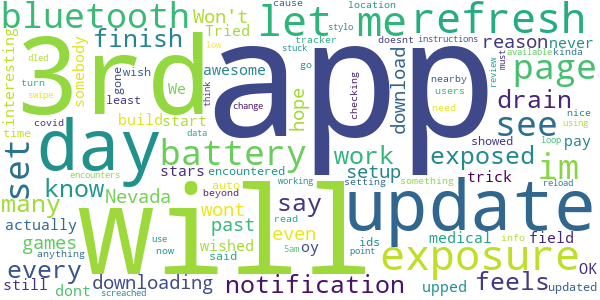 bluetooth
Won't
let
me
refresh
cause
stylo
location
doesnt
instructions
never
3rd
app
finish
Tried
stuck
tracker
go
reason
interesting
dled
turn
swipe
gone
wish
somebody
We
low
awesome
think
change
checking
download
nearby
users
need
review
available
must
kinda
page
nice
using
drain
see
least
hope
covid
time
build
start
data
loop
pay
showed
reload
day
battery
work
exposed
im
set
encounters
stars
encountered
setup
trick
know
Nevada
auto
working
setting
something
many
will
wont
beyond
say
update
actually
past
even
read
medical
info
field
games
wished
oy
ids
exposure
OK
anything
use
said
5am
every
now
point
still
downloading
notification
upped
feels
dont
screached
updated